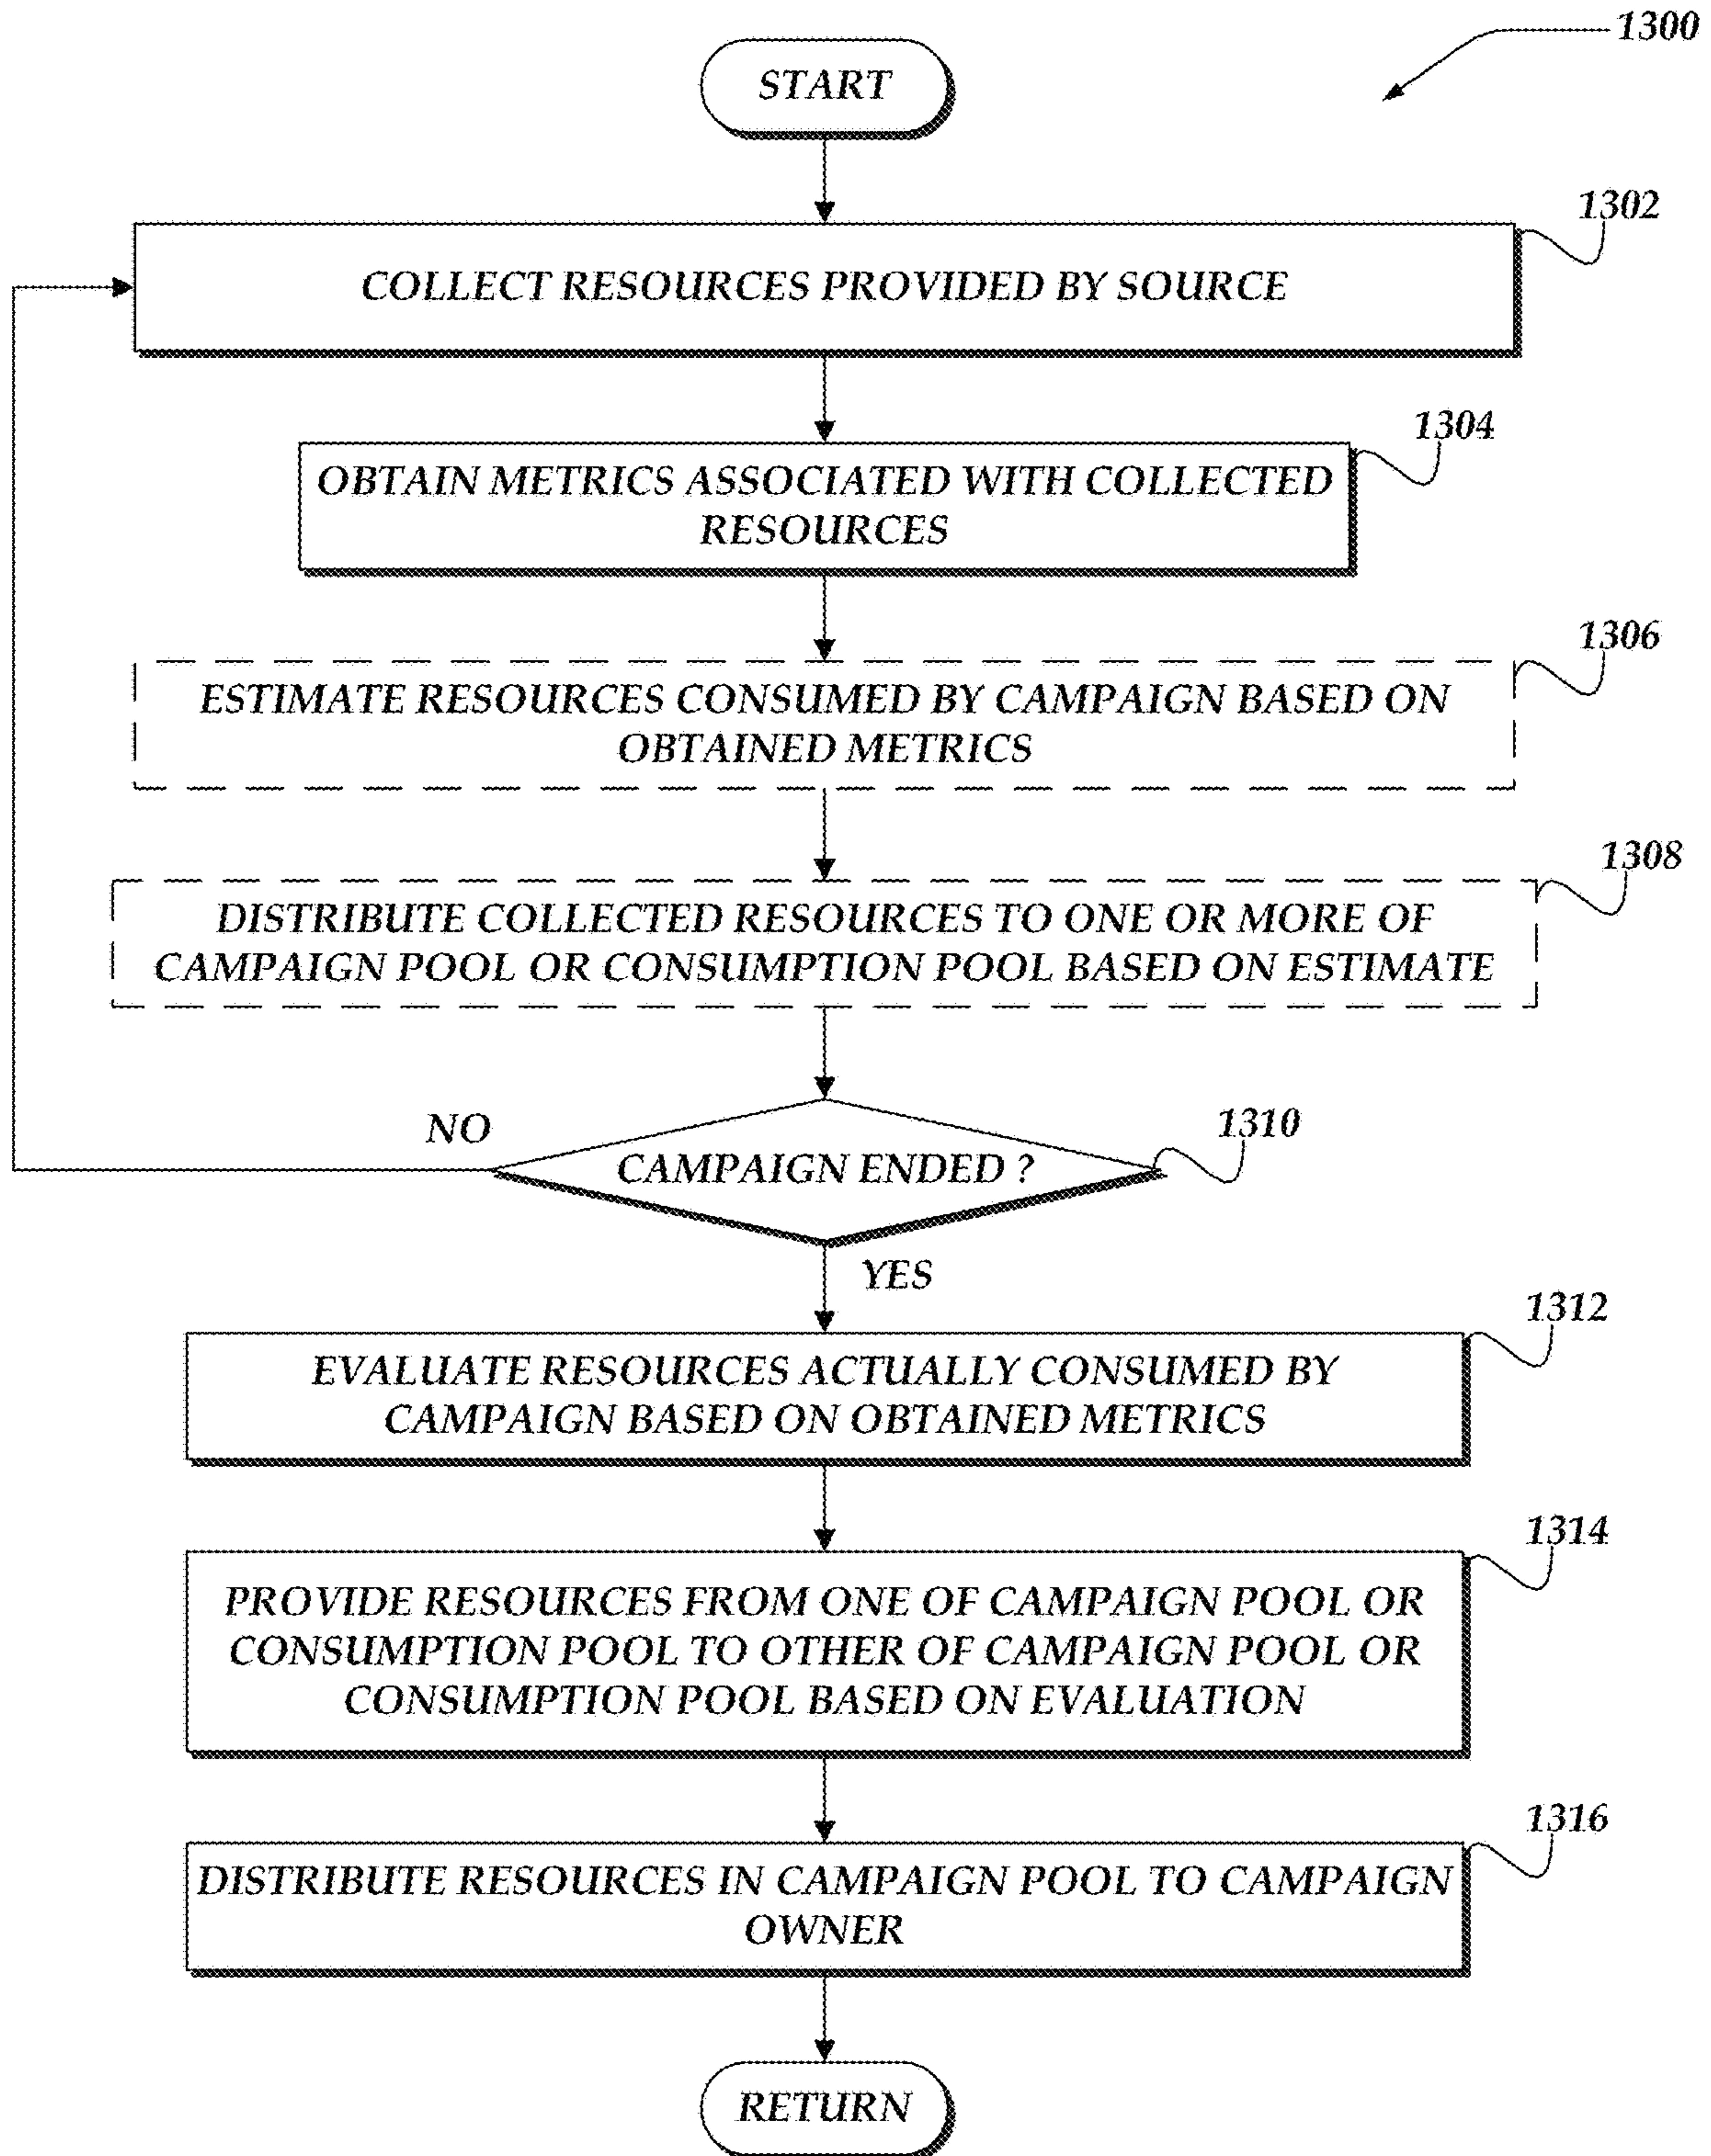 1300
START
1302
COLLECT RESOURCES PROVIDED BY SOURCE
1304
OBTAIN METRICS ASSOCIATED WITH COLLECTED
RESOURCES
1306
ESTIMATE RESOURCES CONSUMED BY CAMPAIGN BASED ON
OBTAINED METRICS
1308
DISTRIBUTE COLLECTED RESOURCES TO ONE OR MORE OF
CAMPAIGN POOL OR CONSUMPTION POOL BASED ON ESTIMATE
NO
1310
CAMPAIGN ENDED ?
YES
1312
EVALUATE RESOURCES ACTUALLY CONSUMED BY
CAMPAIGN BASED ON OBTAINED METRICS
1314
PROVIDE RESOURCES FROM ONE OF CAMPAIGN POOL OR
CONSUMPTION POOL TO OTHER OF CAMPAIGN POOL OR
CONSUMPTION POOL BASED ON EVALUATION
1316
DISTRIBUTE RESOURCES IN CAMPAIGN POOL TO CAMPAIGN
OWNER
RETURN